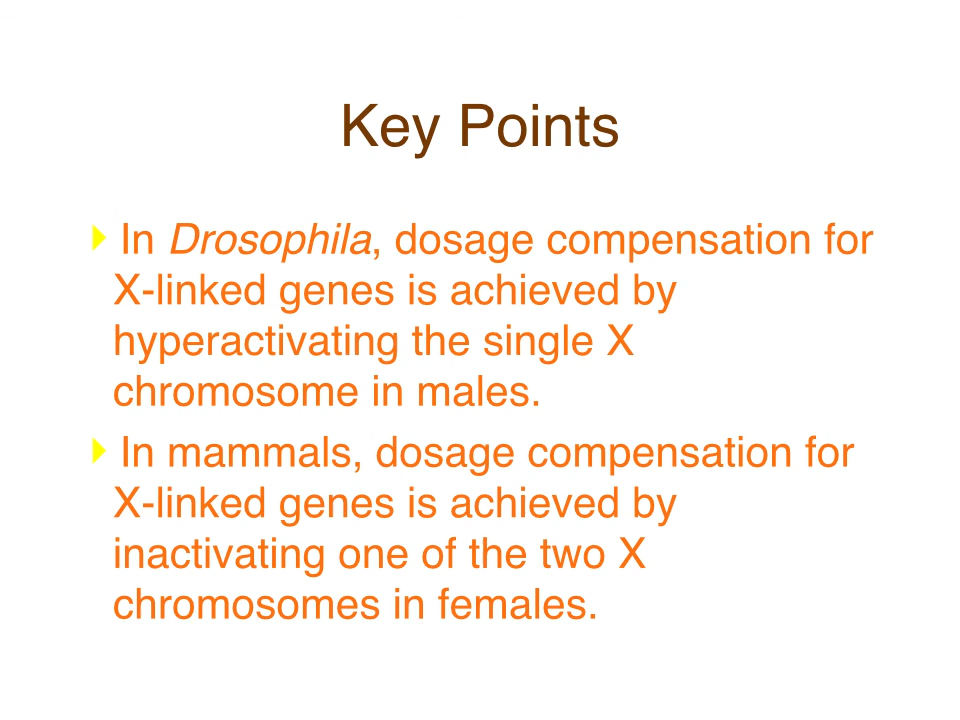 Key Points
In Drosophila, dosage compensation for
X-linked genes is achieved by
hyperactivating the single X
chromosome in males.
In mammals, dosage compensation for
X-linked genes is achieved by
inactivating one of the two X
chromosomes in females.